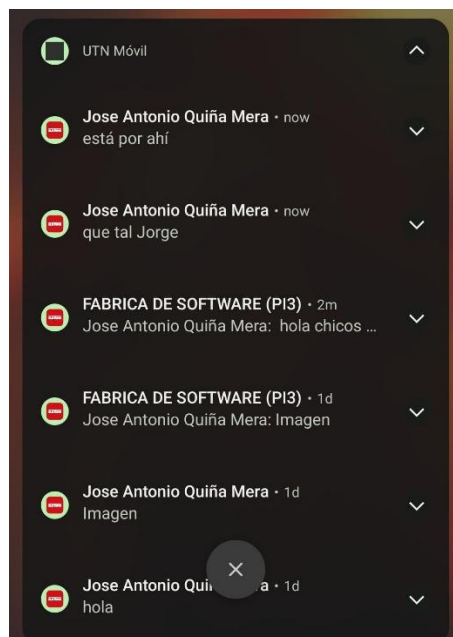 UTN Móvil
Jose Antonio Quiña Mera • now
está por ahí
Jose Antonio Quiña Mera • now
que tal Jorge
FABRICA DE SOFTWARE (PI3) • 2m
Jose Antonio Quiña Mera: hola chicos ...
FABRICA DE SOFTWARE (PI3) • 1d
Jose Antonio Quiña Mera: Imagen
Jose Antonio Quiña Mera • 1d
Imagen
Jose Antonio • 1d
hola